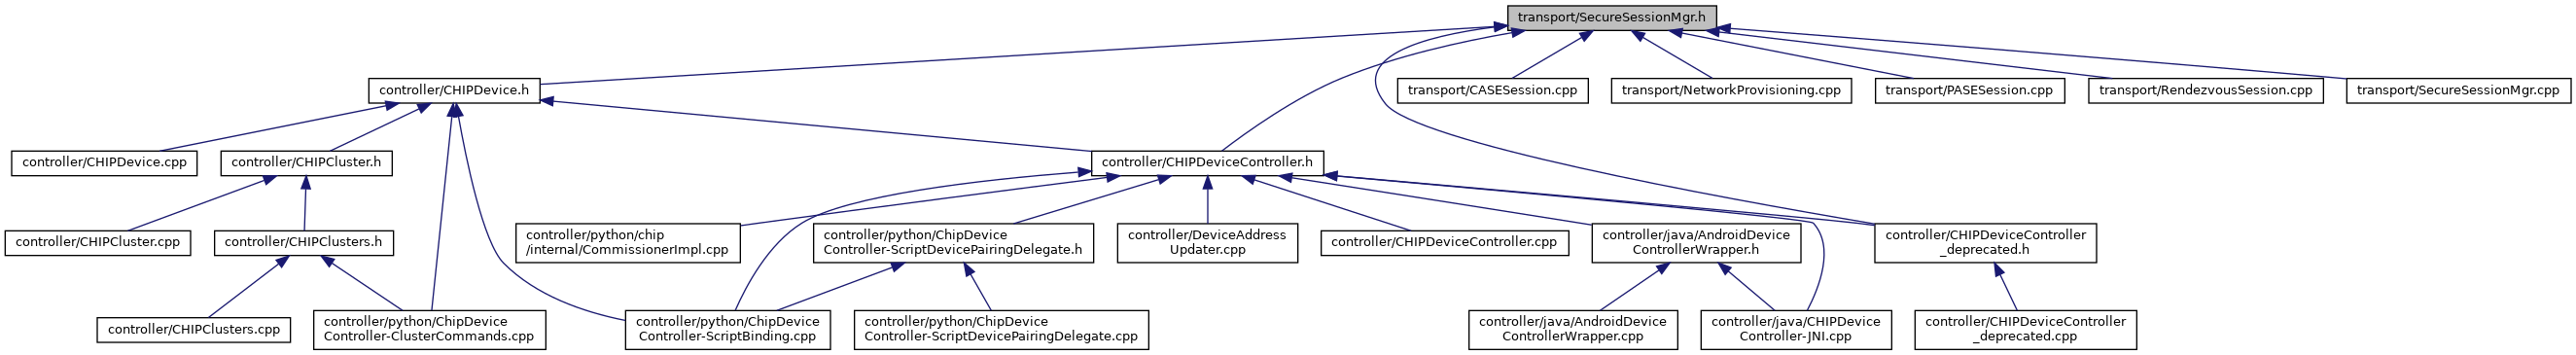 transport/SecureSessionMgr.h
controller/CHIPDevice.h
transport/CASESession.cpp
transport/NetworkProvisioning.cpp
transport/PASESession.cpp
transport/RendezvousSession.cpp
transport/SecureSessionMgr.cpp
controller/CHIPDevice.cpp
controller/CHIPCluster.h
controller/CHIPDeviceController.h
controller/CHIPCluster.cpp
controller/CHIPClusters.h
controller/python/chip
/internal/CommissionerImpl.cpp
controller/python/ChipDevice
Controller-ScriptDevicePairingDelegate.h
controller/DeviceAddress
Updater.cpp
controller/CHIPDeviceController.cpp
controller/java/AndroidDevice
ControllerWrapper.h
controller/CHIPDeviceController
_deprecated.h
controller/CHIPClusters.cpp
controller/python/ChipDevice
Controller-ClusterCommands.cpp
controller/python/ChipDevice
Controller-ScriptBinding.cpp
controller/python/ChipDevice
Controller-ScriptDevicePairingDelegate.cpp
controller/java/AndroidDevice
ControllerWrapper.cpp
controller/java/CHIPDevice
Controller-JNI.cpp
controller/CHIPDeviceController
_deprecated.cpp